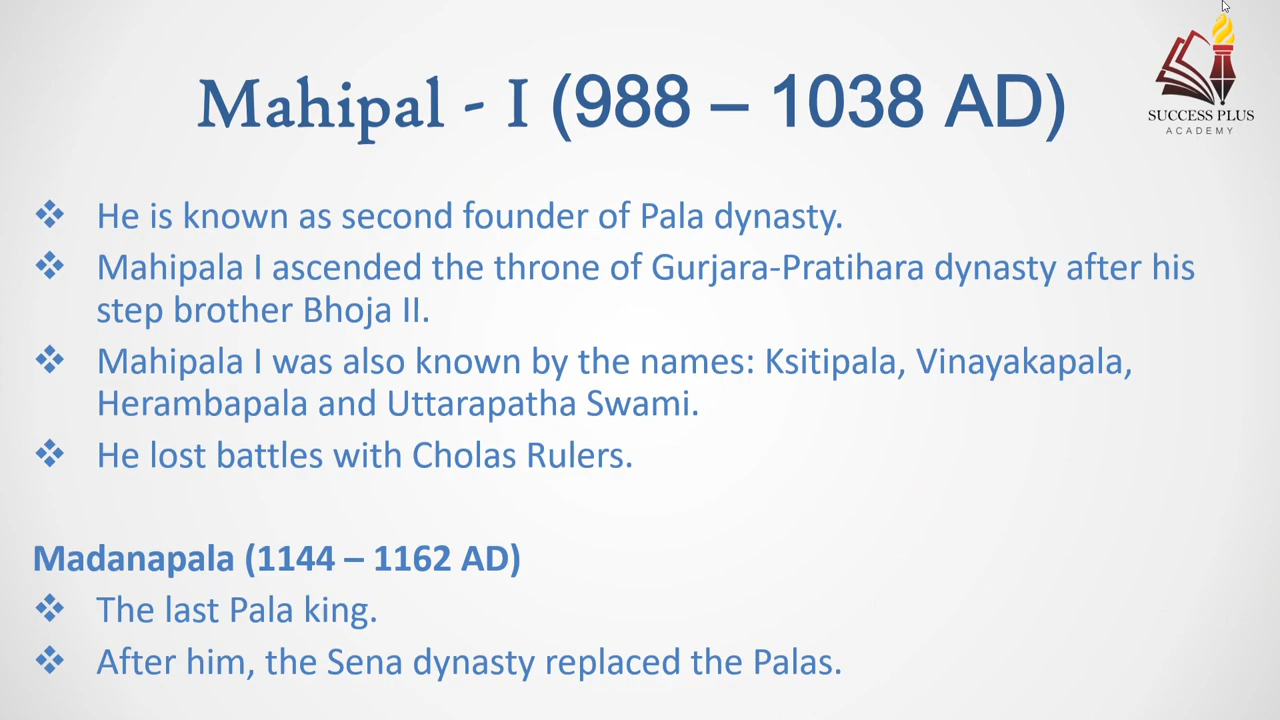 Mahipal - I (988 – 1038 AD)
SUCCESS PLUS
ACADEMY
❖ He is known as second founder of Pala dynasty.
❖ Mahipala I ascended the throne of Gurjara-Pratihara dynasty after his
step brother Bhoja II.
❖ Mahipala I was also known by the names: Ksitipala, Vinayakapala,
Herambapala and Uttarapatha Swami.
❖ He lost battles with Cholas Rulers.
Madanapala (1144 – 1162 AD)
❖ The last Pala king.
❖ After him, the Sena dynasty replaced the Palas.